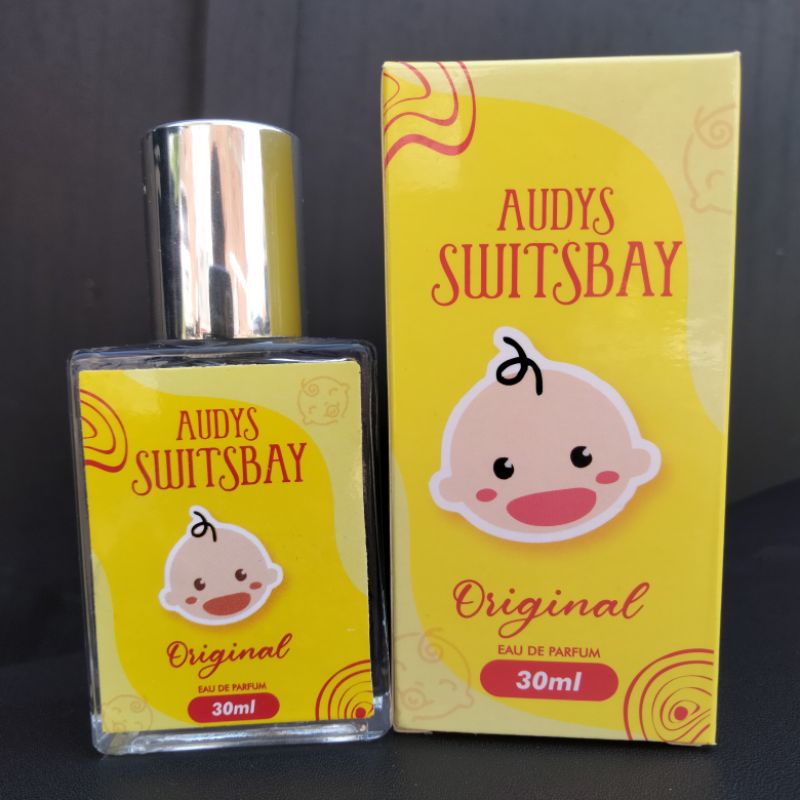 AUDYS
SWITSBAY
Original
EAU DE PARFUM
30ml
AUDYS
SWITSBAY
Original
EAU DE PARFUM
30ml